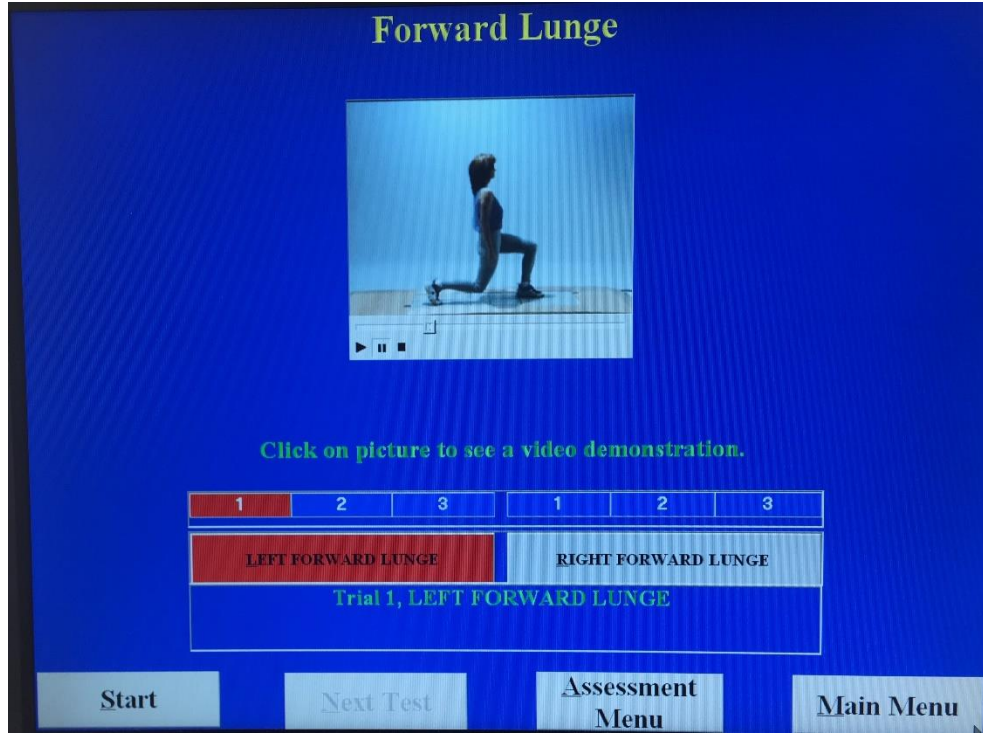 Forward Lunge
Click on picture to see a video demonstration.
1 2 3 1 2 3
LEFT FORWARD LUNGE RIGHT FORWARD LUNGE
Trial 1, LEFT FORWARD LUNGE
Start Next Test Assessment Menu Main Menu